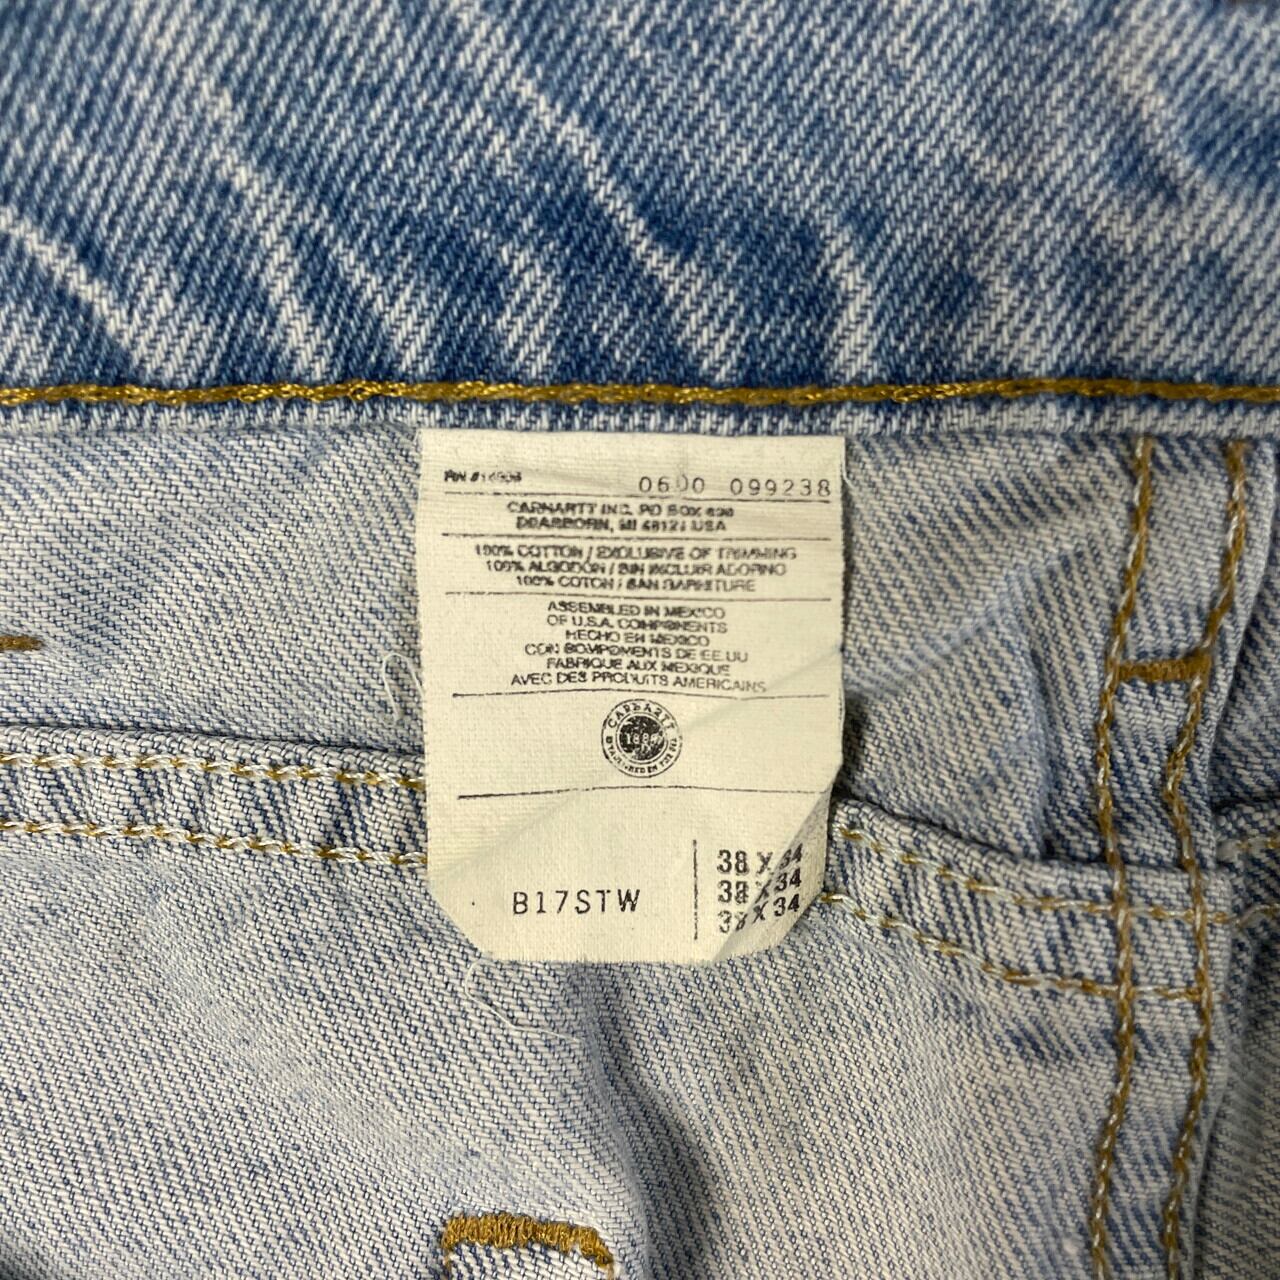 RN #14806
0600 099238
CARHARTT INC. PO BOX 600
DEARBORN, MI 48121 USA
100% COTTON / EXCLUSIVE OF TRIMMING
100% ALGODON / SIN INCLUIR ADORNO
100% COTON / SAN GARNITURE
ASSEMBLED IN MEXICO
OF U.S.A. COMPONENTS
HECHO EN MEXICO
CON COMPONENTS DE EE.UU
FABRIQUE AUX MEXIQUE
AVEC DES PRODUITS AMERICAINS
CARHARTT
B17STW
38 X 34
38 X 34
38 X 34